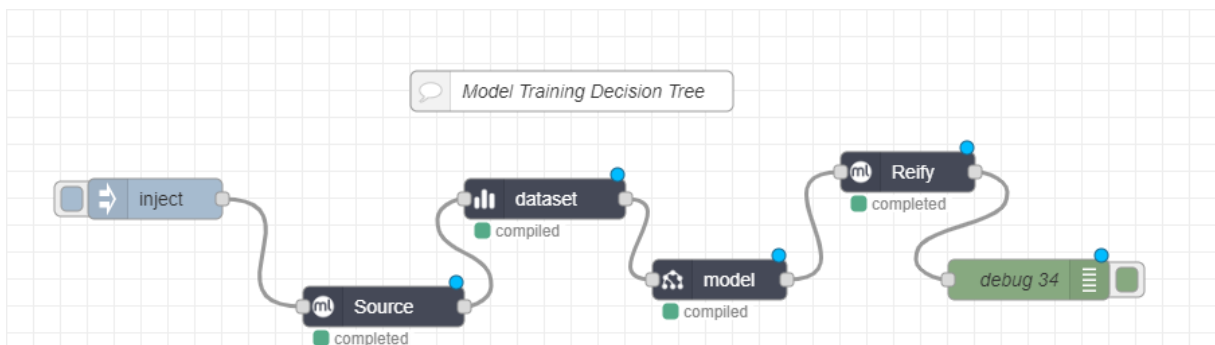 Model Training Decision Tree
inject
Source
completed
dataset
compiled
model
compiled
Reify
completed
debug 34